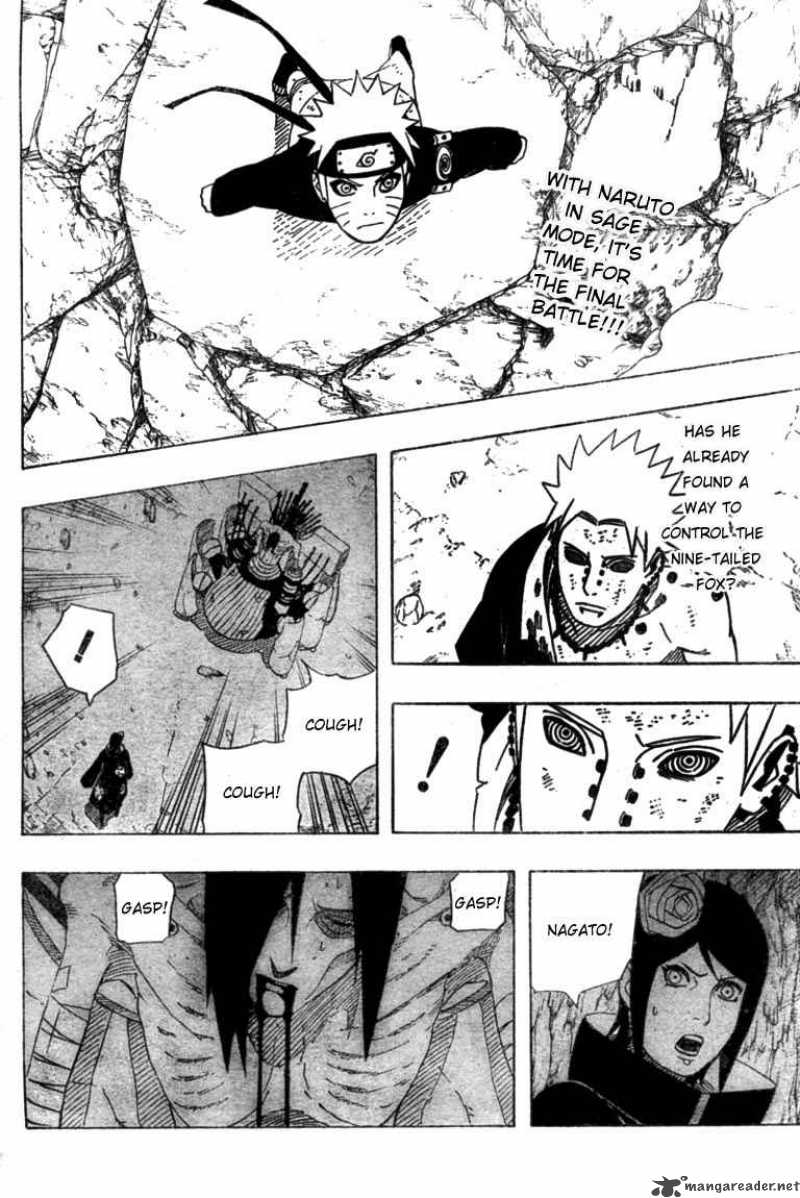 WITH NARUTO
IN SAGE
MODE, IT'S
TIME FOR
THE FINAL
BATTLE!!!
HAS HE
ALREADY
FOUND A
WAY TO
CONTROL THE
NINE-TAILED
FOX?
!
!
COUGH!
COUGH!
NAGATO!
GASP!
GASP!
mangareader.net